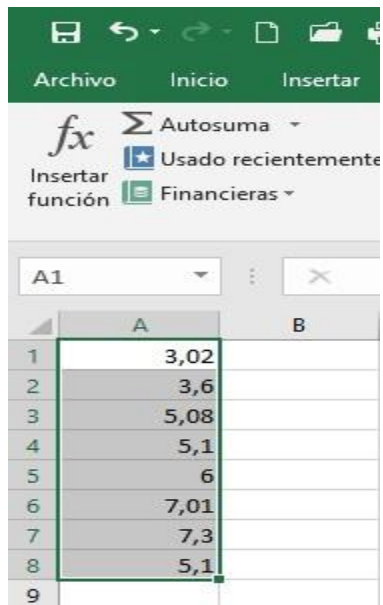 Archivo Inicio Insertar
fx Σ Autosuma
Insertar función
Usado recientemente
Financieras
A1
A B
1 3,02
2 3,6
3 5,08
4 5,1
5 6
6 7,01
7 7,3
8 5,1
9